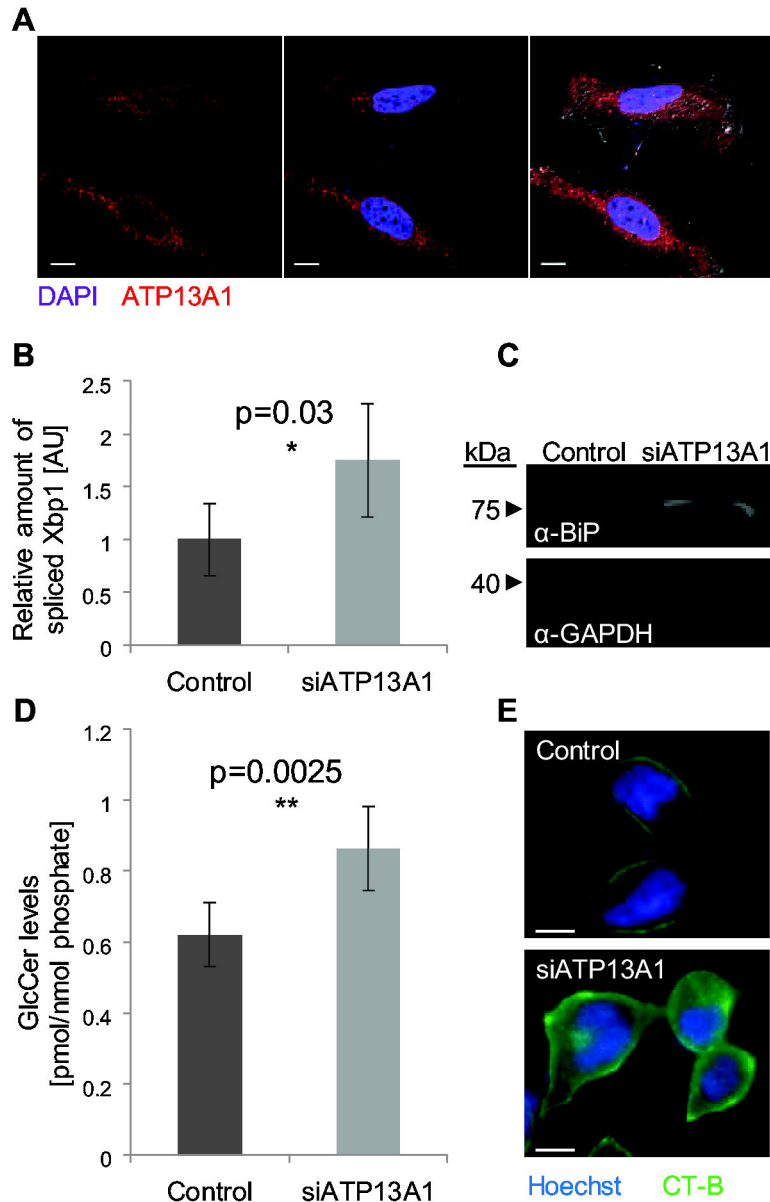 A
DAPI ATP13A1
B
Relative amount of
spliced Xbp1 [AU]
2.5
2
1.5
1
0.5
0
p=0.03
*
Control siATP13A1
C
kDa Control siATP13A1
75
α-BiP
40
α-GAPDH
D
GlcCer levels
[pmol/nmol phosphate]
1.2
1
0.8
0.6
0.4
0.2
0
p=0.0025
**
Control siATP13A1
E
Control
siATP13A1
Hoechst CT-B